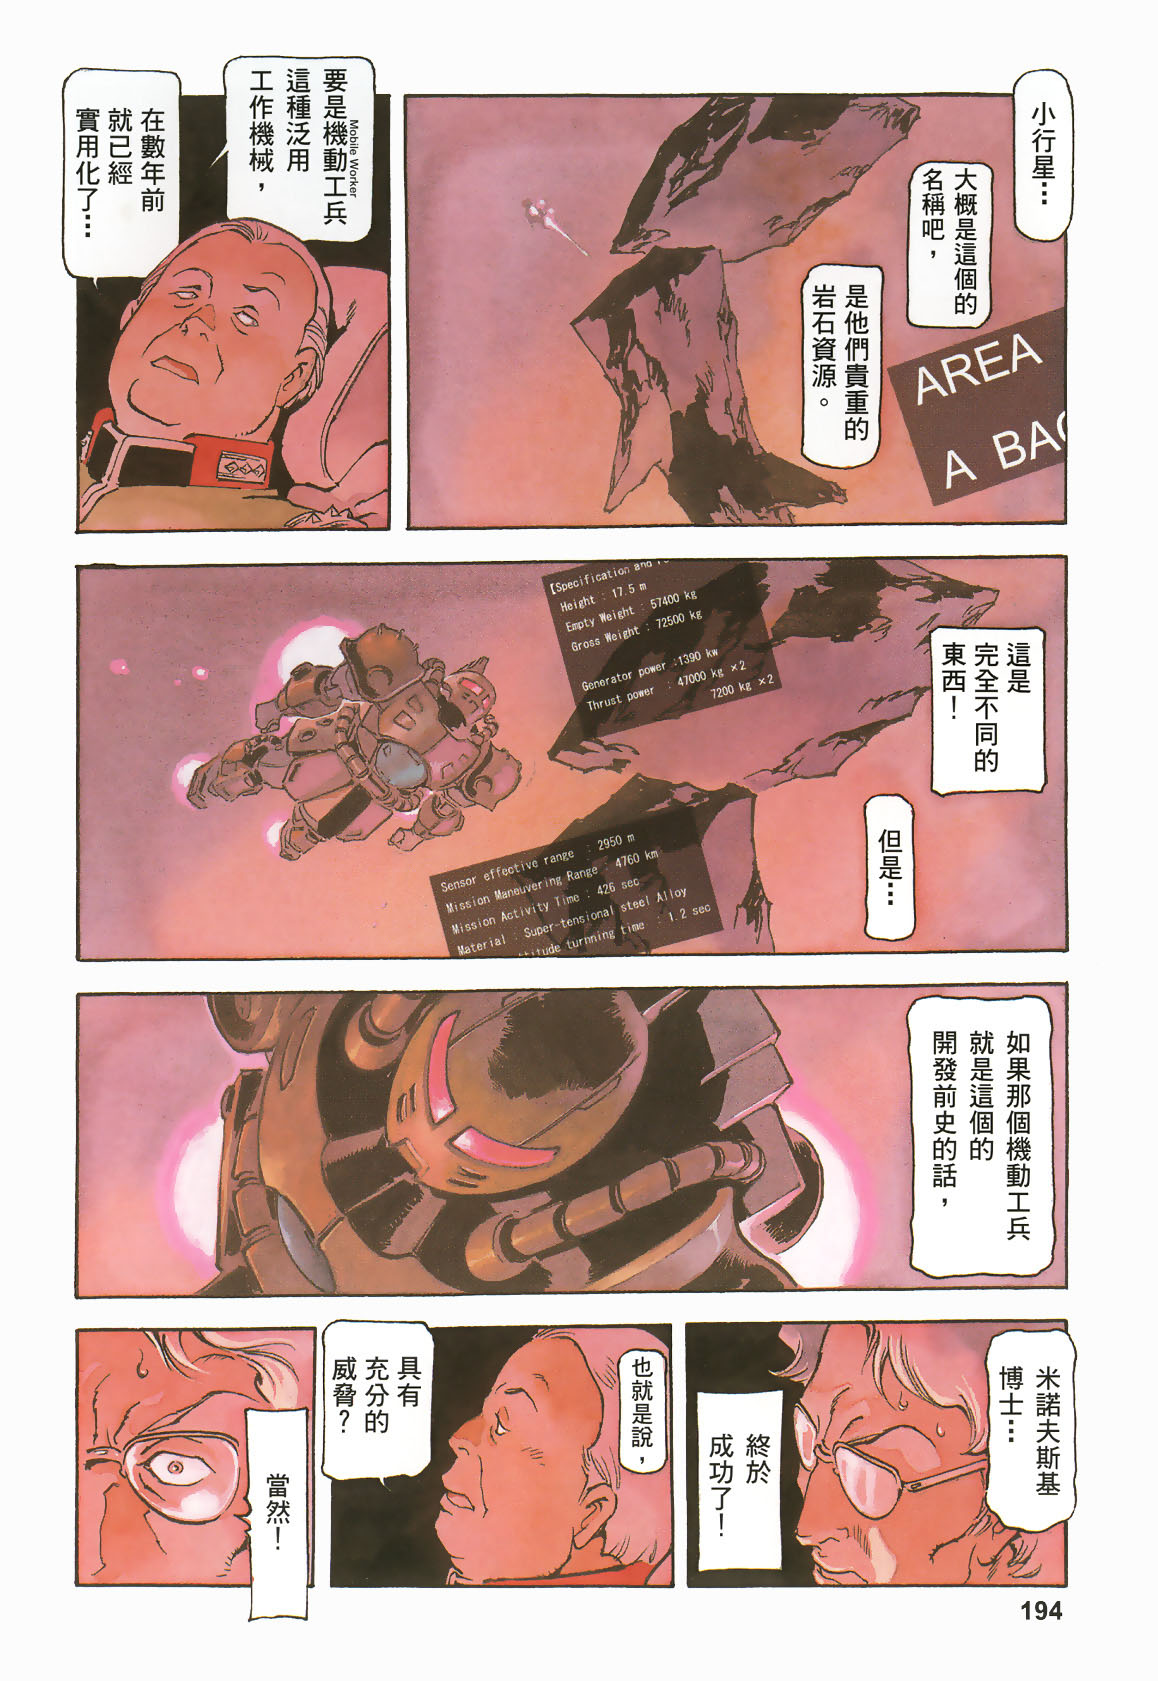 小行星…
大概是這個的
名稱吧，
是他們貴重的
岩石資源。
AREA
A BAO
要是機動工兵
Mobile Worker
這種泛用
工作機械，
在數年前
就已經
實用化了…
【Specification and
Height : 17.5 m
Empty Weight : 57400 kg
Gross Weight : 72500 kg
Generator power :1390 kw
Thrust power : 47000 kg ×2
7200 kg ×2
這是
完全不同的
東西！
但是…
Sensor effective range : 2950 m
Mission Maneuvering Range : 4760 km
Mission Activity Time : 426 sec
Material : Super-tensional steel Alloy
ttitude turnning time : 1.2 sec
如果那個機動工兵
就是這個的
開發前史的話，
米諾夫斯基
博士…
終於
成功了！
也就是說，
具有
充分的
威脅？
當然！
194